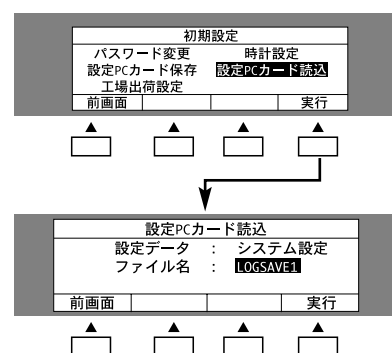 初期設定
パスワード変更 時計設定
設定PCカード保存 設定PCカード読込
工場出荷設定
前画面 実行
設定PCカード読込
設定データ : システム設定
ファイル名 : LOGSAVE1
前画面 実行